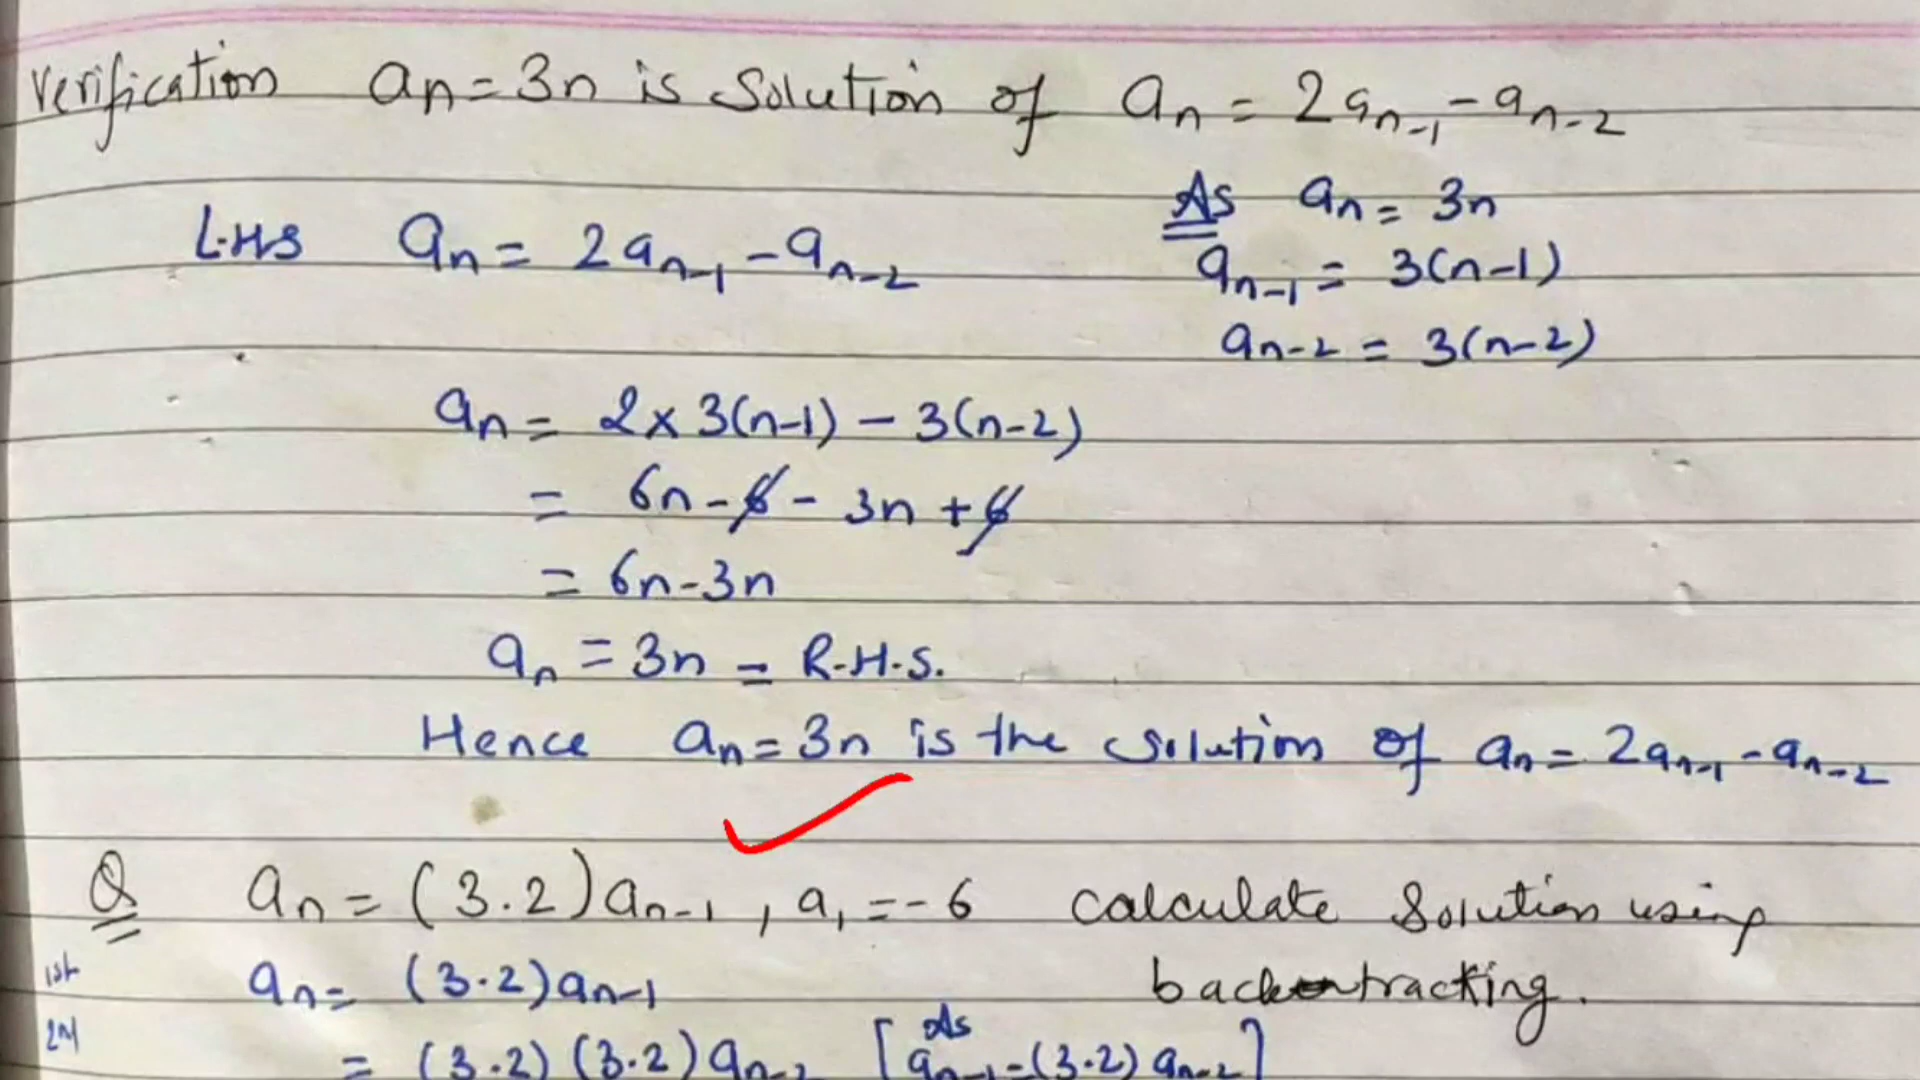 Verification an = 3n is solution of an = 2an-1 - an-2
L.H.S an = 2an-1 - an-2
As an = 3n
an-1 = 3(n-1)
an-2 = 3(n-2)
an = 2 x 3(n-1) - 3(n-2)
= 6n - 6 - 3n + 6
= 6n - 3n
an = 3n = R.H.S.
Hence an = 3n is the solution of an = 2an-1 - an-2
Q an = (3.2)an-1, a1 = -6 calculate solution using
backtracking.
1st an = (3.2)an-1
2nd = (3.2)(3.2)an-2 [As an-1 = (3.2)an-2]